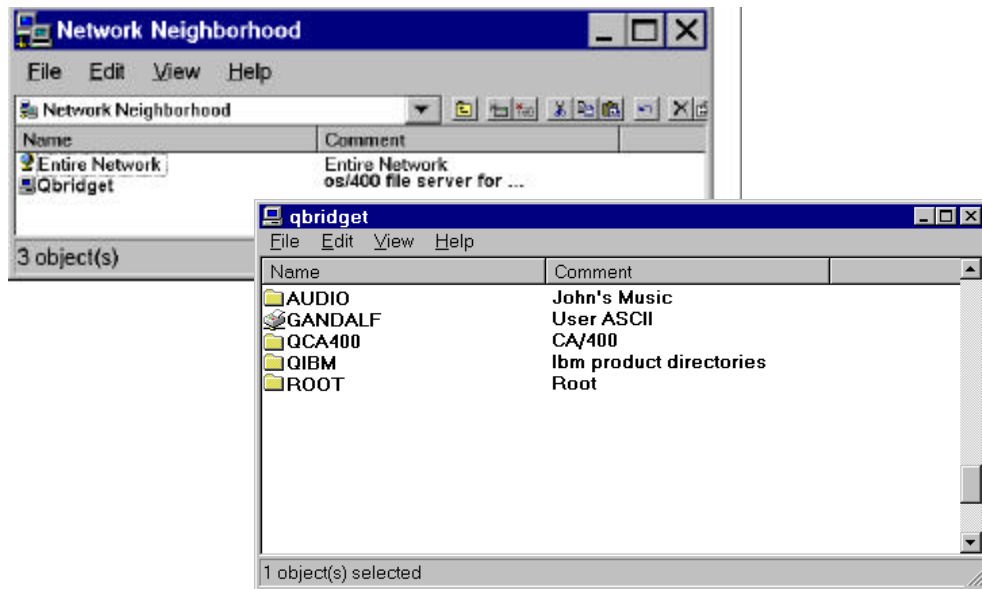 Network Neighborhood
File Edit View Help
Network Neighborhood
Name Comment
Entire Network Entire Network
Qbridget os/400 file server for ...
3 object(s)
qbridget
File Edit View Help
Name Comment
AUDIO John's Music
GANDALF User ASCII
QCA400 CA/400
QIBM Ibm product directories
ROOT Root
1 object(s) selected